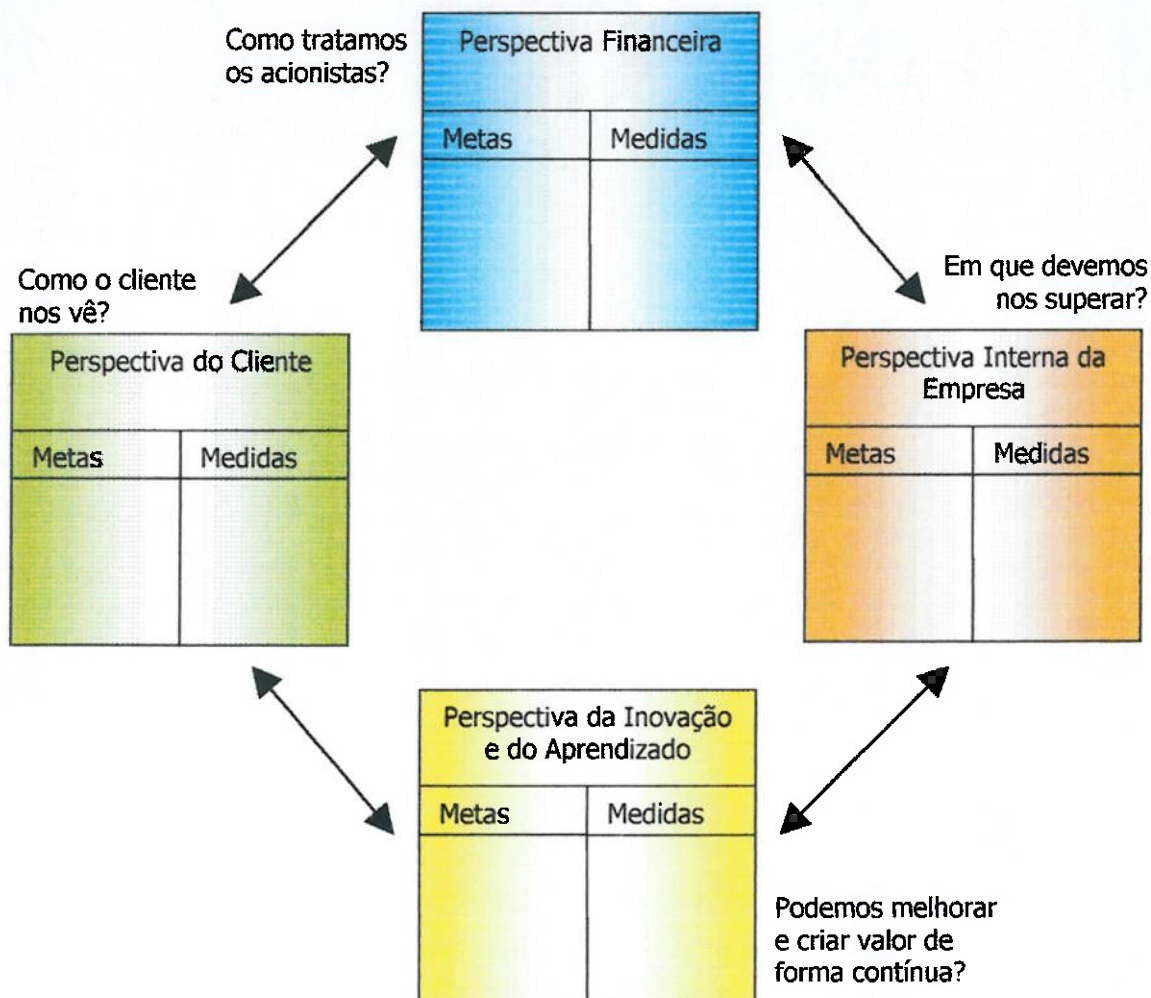 Como tratamos
os acionistas?
Perspectiva Financeira
Metas
Medidas
Como o cliente
nos vê?
Perspectiva do Cliente
Metas
Medidas
Em que devemos
nos superar?
Perspectiva Interna da
Empresa
Metas
Medidas
Perspectiva da Inovação
e do Aprendizado
Metas
Medidas
Podemos melhorar
e criar valor de
forma contínua?